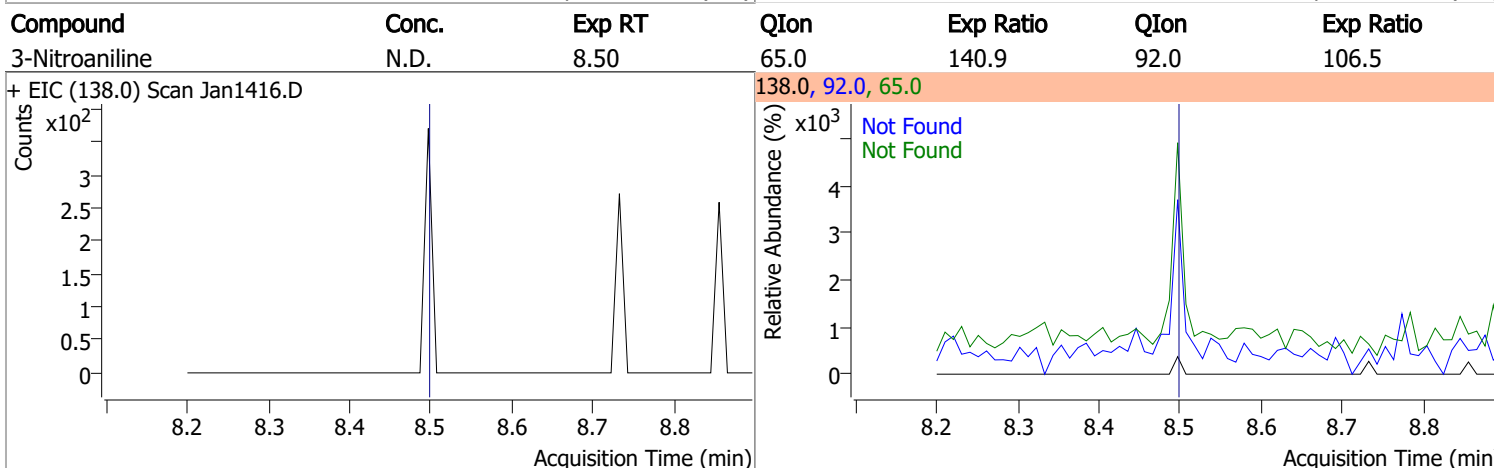 Compound Conc. Exp RT QIon Exp Ratio QIon Exp Ratio
3-Nitroaniline N.D. 8.50 65.0 140.9 92.0 106.5
+ EIC (138.0) Scan Jan1416.D
Counts
x10²
3
2.5
2
1.5
1
0.5
0
8.2 8.3 8.4 8.5 8.6 8.7 8.8
Acquisition Time (min)
138.0, 92.0, 65.0
Relative Abundance (%)
x10³
Not Found
Not Found
4
3
2
1
0
8.2 8.3 8.4 8.5 8.6 8.7 8.8
Acquisition Time (min)